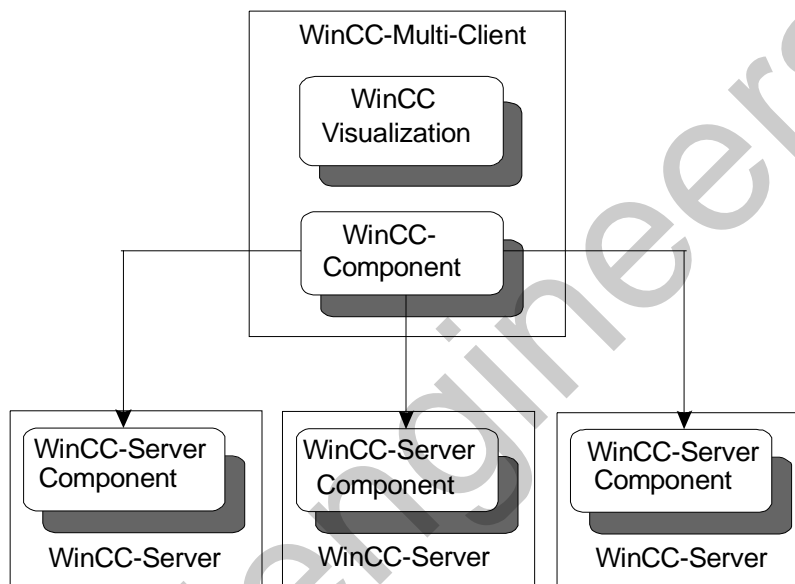 WinCC-Multi-Client
WinCC
Visualization
WinCC-
Component
WinCC-Server
Component
WinCC-Server
WinCC-Server
Component
WinCC-Server
WinCC-Server
Component
WinCC-Server
engineers